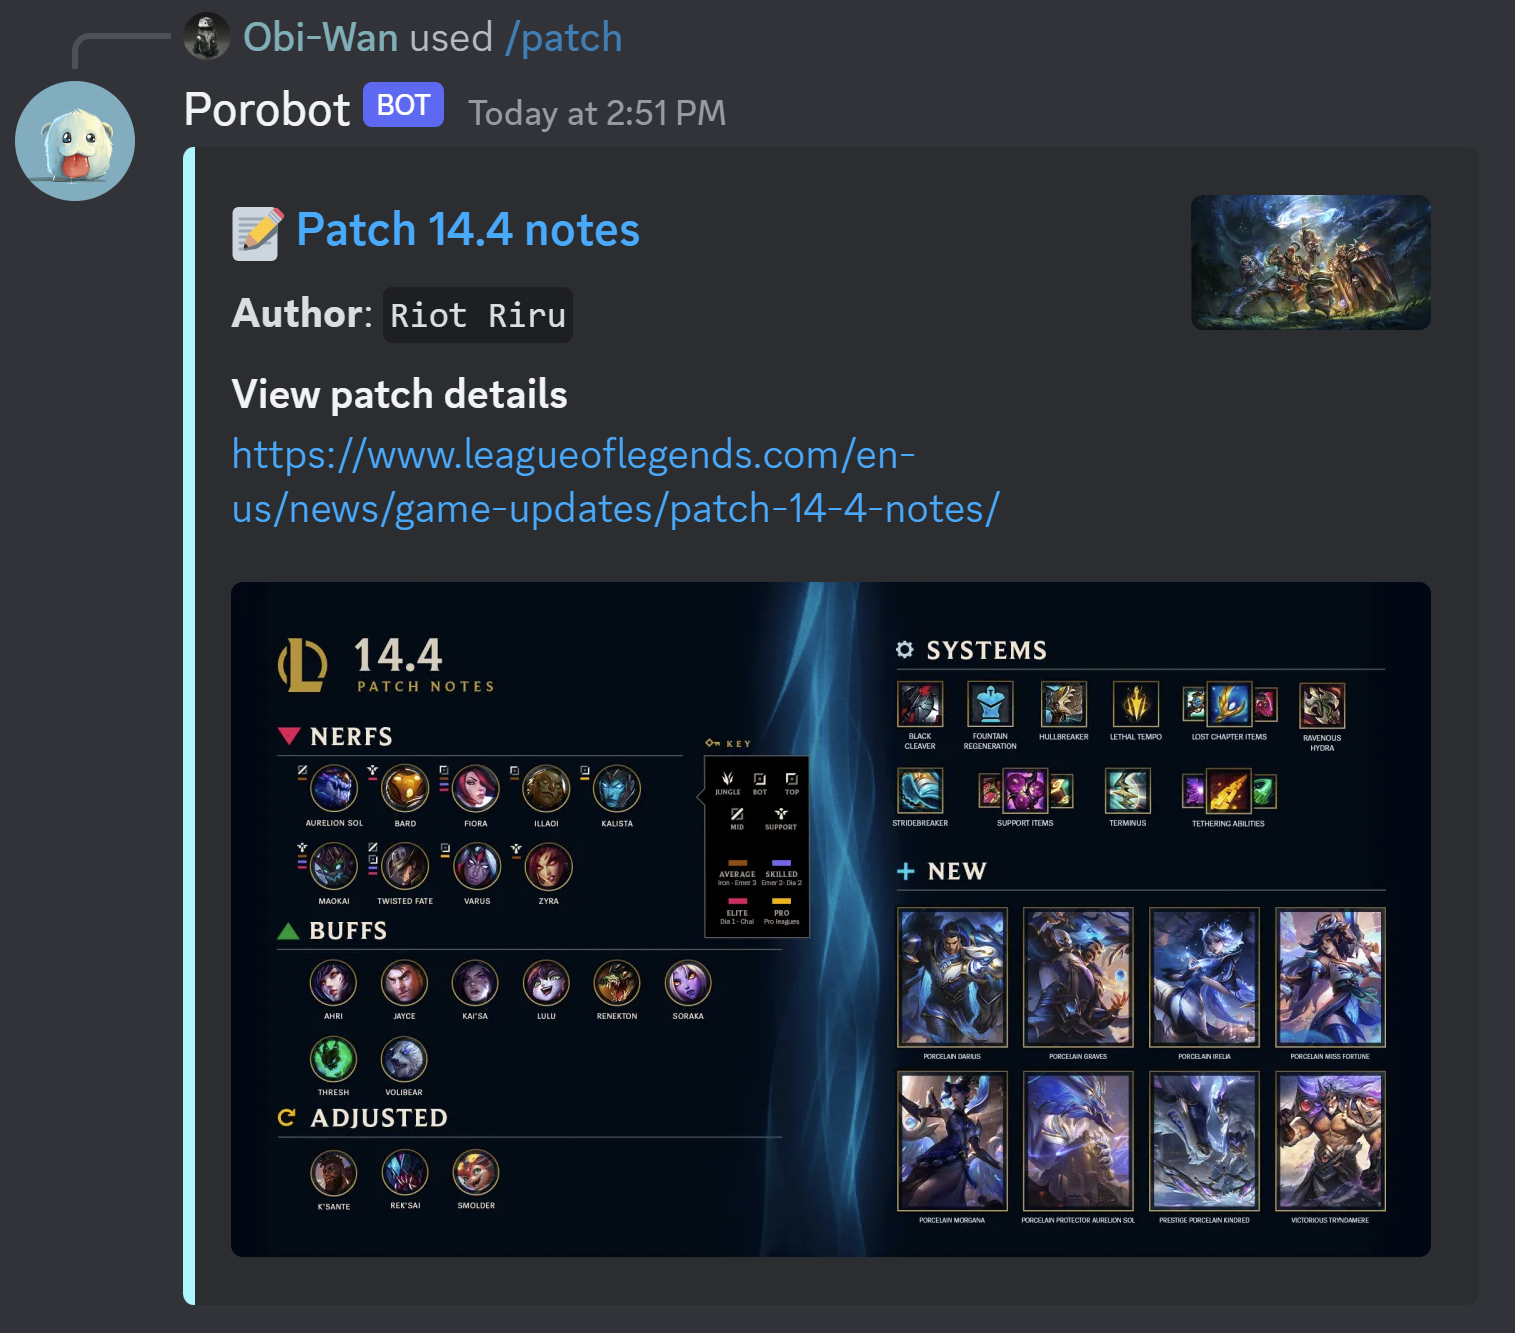 Obi-Wan used /patch
Porobot BOT Today at 2:51 PM
Patch 14.4 notes
Author: Riot Riru
View patch details
https://www.leagueoflegends.com/en-
us/news/game-updates/patch-14-4-notes/
14.4
PATCH NOTES
NERFS
AURELION SOL BARD FIORA ILLAOI KALISTA
MAOKAI TWISTED FATE VARUS ZYRA
KEY
JUNGLE BOT TOP
MID SUPPORT
AVERAGE SKILLED
Iron - Emer 3 Emer 2- Dia 2
ELITE PRO
Dia 1 - Chal Pro leagues
BUFFS
AHRI JAYCE KAI'SA LULU RENEKTON SORAKA
THRESH VOLIBEAR
ADJUSTED
K'SANTE REK'SAI SMOLDER
SYSTEMS
BLACK CLEAVER FOUNTAIN REGENERATION HULLBREAKER LETHAL TEMPO LOST CHAPTER ITEMS RAVENOUS HYDRA
STRIDEBREAKER SUPPORT ITEMS TERMINUS TETHERING ABILITIES
NEW
PORCELAIN DARIUS PORCELAIN GRAVES PORCELAIN IRELIA PORCELAIN MISS FORTUNE
PORCELAIN MORGANA PORCELAIN PROTECTOR AURELION SOL PRESTIGE PORCELAIN KINDRED VICTORIOUS TRYNDAMERE